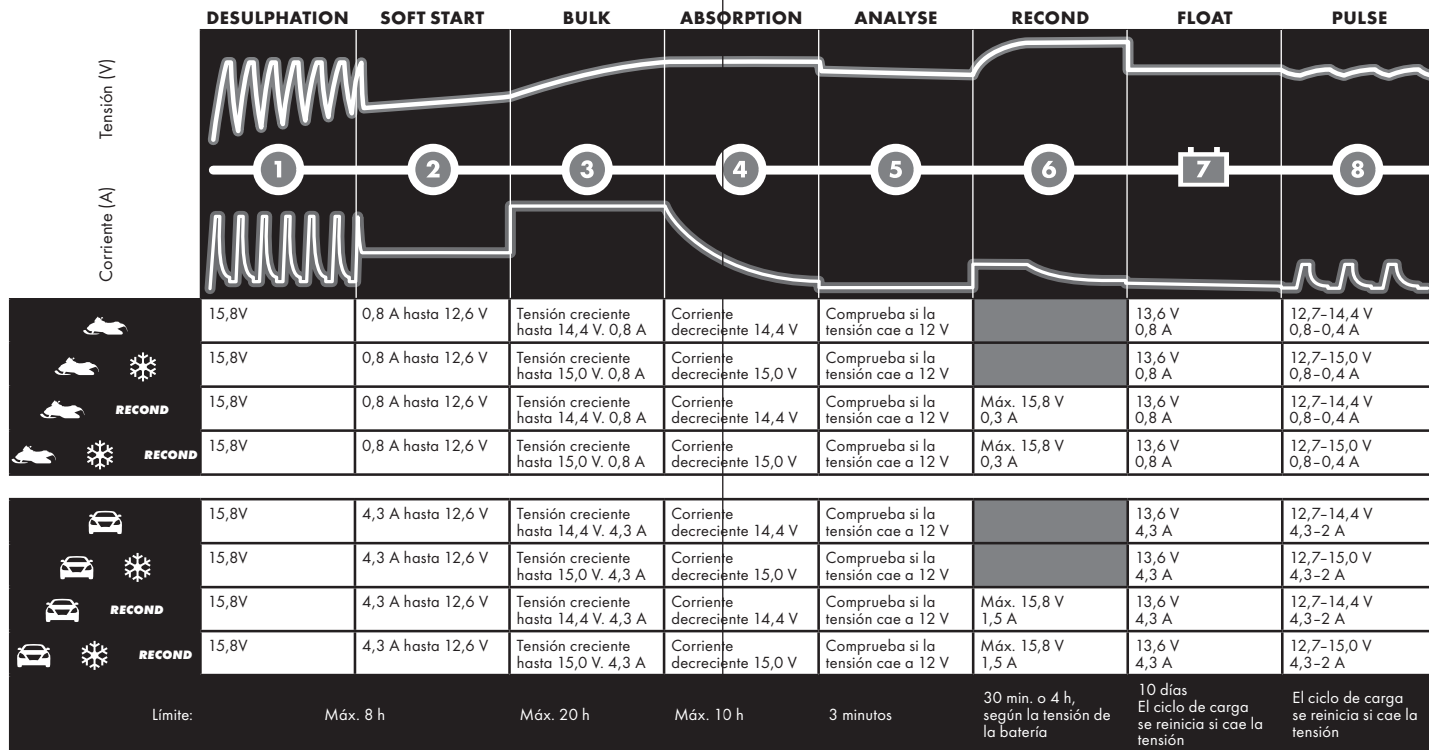 DESULPHATION SOFT START BULK ABSORPTION ANALYSE RECOND FLOAT PULSE
Tensión (V)
1 2 3 4 5 6 7 8
Corriente (A)
15,8V 0,8 A hasta 12,6 V Tensión creciente Corriente Comprueba si la 13,6 V 12,7–14,4 V
hasta 14,4 V. 0,8 A decreciente 14,4 V tensión cae a 12 V 0,8 A 0,8–0,4 A
15,8V 0,8 A hasta 12,6 V Tensión creciente Corriente Comprueba si la 13,6 V 12,7–15,0 V
hasta 15,0 V. 0,8 A decreciente 15,0 V tensión cae a 12 V 0,8 A 0,8–0,4 A
RECOND 15,8V 0,8 A hasta 12,6 V Tensión creciente Corriente Comprueba si la Máx. 15,8 V 13,6 V 12,7–14,4 V
hasta 14,4 V. 0,8 A decreciente 14,4 V tensión cae a 12 V 0,3 A 0,8 A 0,8–0,4 A
RECOND 15,8V 0,8 A hasta 12,6 V Tensión creciente Corriente Comprueba si la Máx. 15,8 V 13,6 V 12,7–15,0 V
hasta 15,0 V. 0,8 A decreciente 15,0 V tensión cae a 12 V 0,3 A 0,8 A 0,8–0,4 A
15,8V 4,3 A hasta 12,6 V Tensión creciente Corriente Comprueba si la 13,6 V 12,7–14,4 V
hasta 14,4 V. 4,3 A decreciente 14,4 V tensión cae a 12 V 4,3 A 4,3–2 A
15,8V 4,3 A hasta 12,6 V Tensión creciente Corriente Comprueba si la 13,6 V 12,7–15,0 V
hasta 15,0 V. 4,3 A decreciente 15,0 V tensión cae a 12 V 4,3 A 4,3–2 A
RECOND 15,8V 4,3 A hasta 12,6 V Tensión creciente Corriente Comprueba si la Máx. 15,8 V 13,6 V 12,7–14,4 V
hasta 14,4 V. 4,3 A decreciente 14,4 V tensión cae a 12 V 1,5 A 4,3 A 4,3–2 A
RECOND 15,8V 4,3 A hasta 12,6 V Tensión creciente Corriente Comprueba si la Máx. 15,8 V 13,6 V 12,7–15,0 V
hasta 15,0 V. 4,3 A decreciente 15,0 V tensión cae a 12 V 1,5 A 4,3 A 4,3–2 A
Límite: Máx. 8 h Máx. 20 h Máx. 10 h 3 minutos
30 min. o 4 h,
según la tensión de
la batería
10 días
El ciclo de carga
se reinicia si cae la
tensión
El ciclo de carga
se reinicia si cae la
tensión